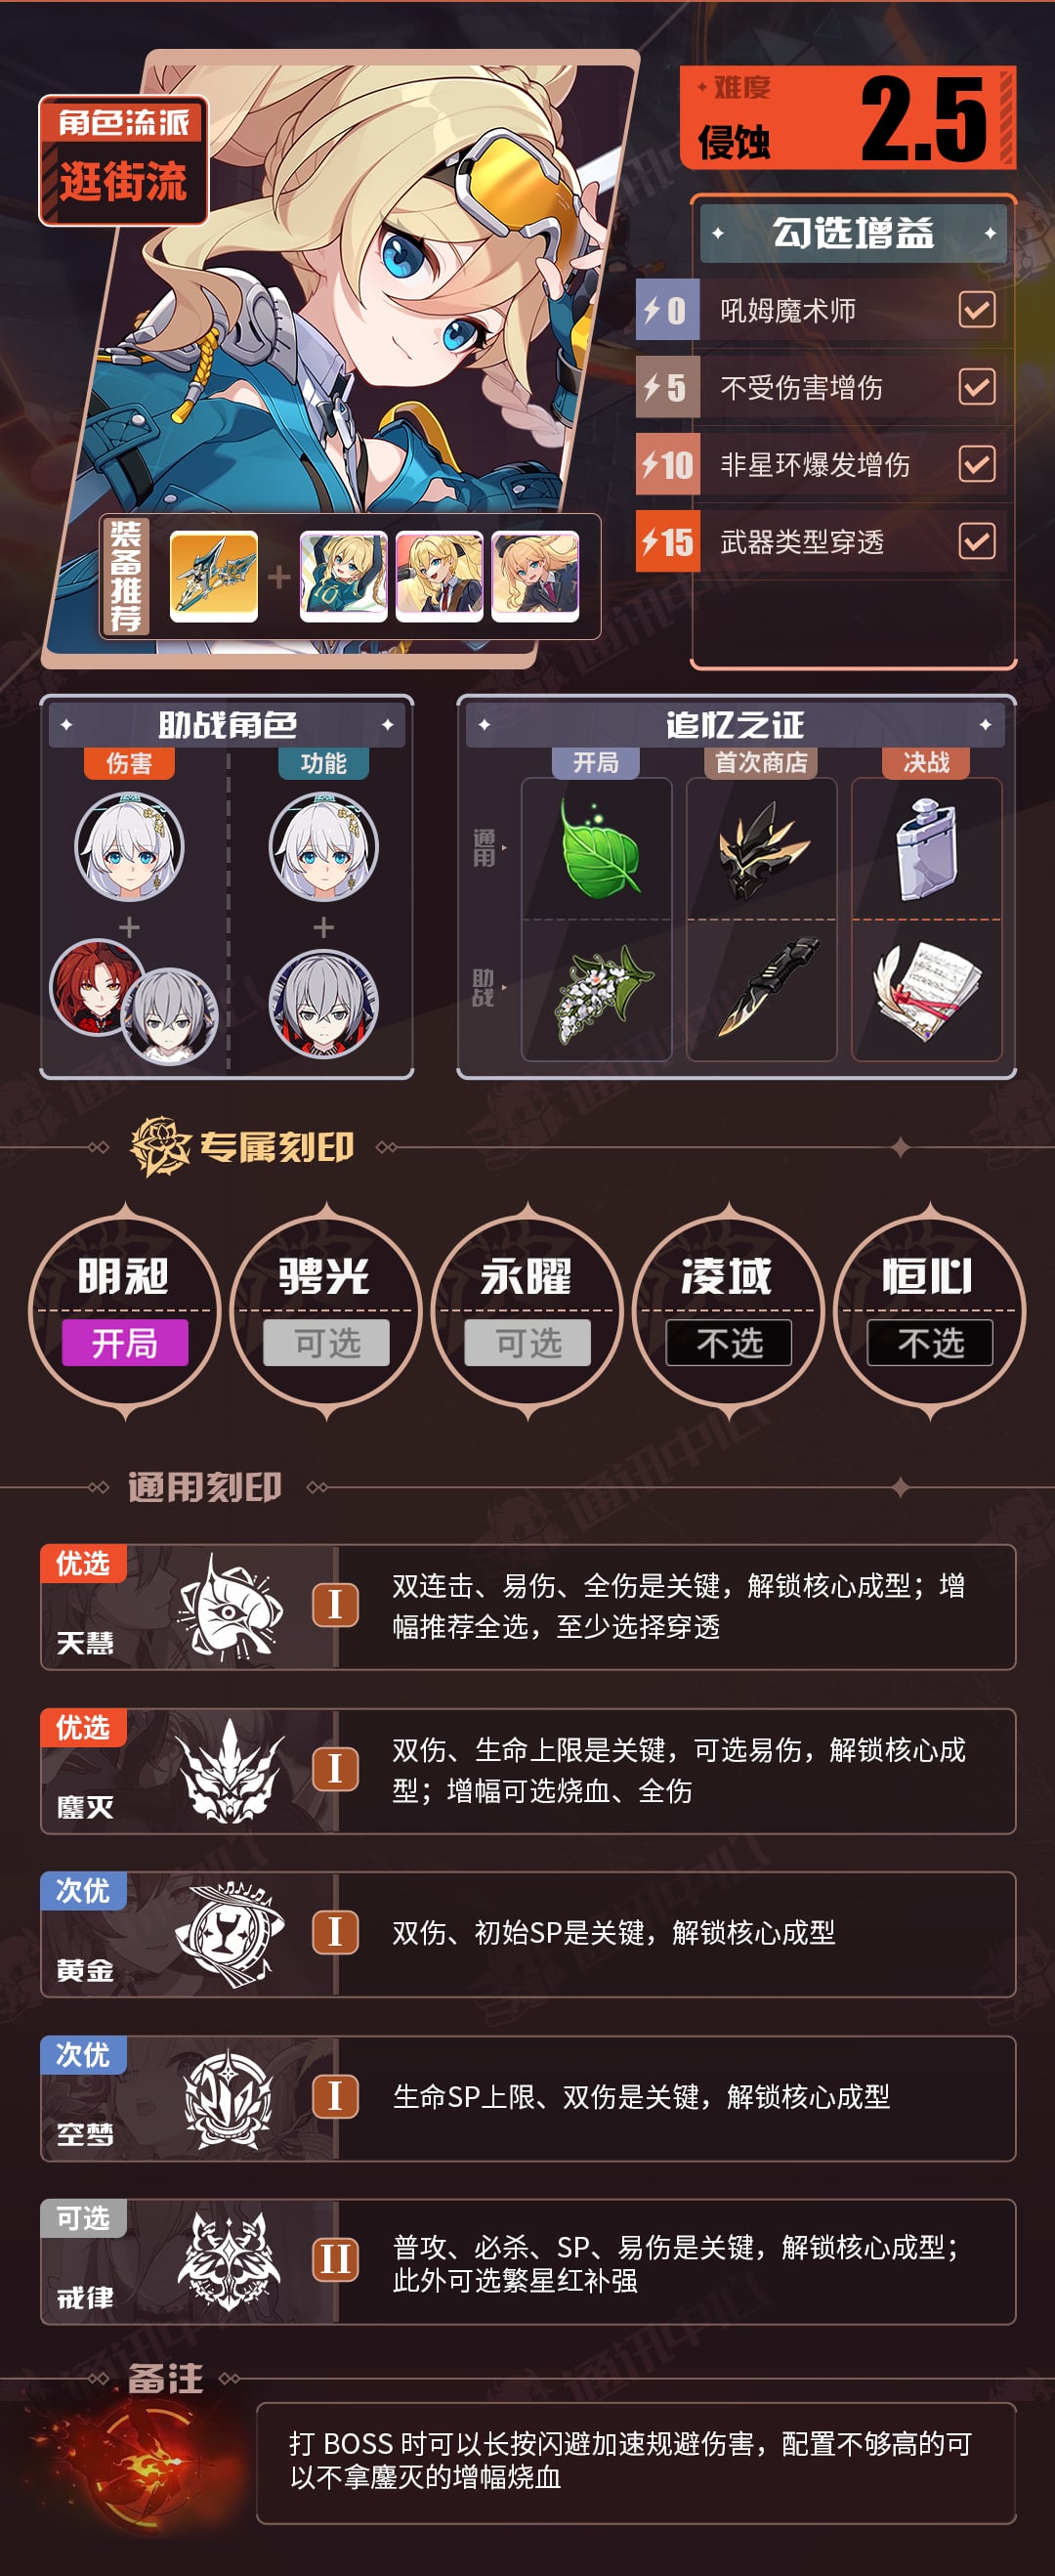 角色流派
逛街流
难度
侵蚀
2.5
勾选增益
0 吼姆魔术师
5 不受伤害增伤
10 非星环爆发增伤
15 武器类型穿透
装备推荐
助战角色
伤害 功能
追忆之证
开局 首次商店 决战
通用
助战
专属刻印
明昶 骋光 永曜 凌域 恒心
开局 可选 可选 不选 不选
通用刻印
优选
天慧
I
双连击、易伤、全伤是关键，解锁核心成型；增
幅推荐全选，至少选择穿透
优选
鏖灭
I
双伤、生命上限是关键，可选易伤，解锁核心成
型；增幅可选烧血、全伤
次优
黄金
I
双伤、初始SP是关键，解锁核心成型
次优
空梦
I
生命SP上限、双伤是关键，解锁核心成型
可选
戒律
II
普攻、必杀、SP、易伤是关键，解锁核心成型；
此外可选繁星红补强
备注
打 BOSS 时可以长按闪避加速规避伤害，配置不够高的可
以不拿鏖灭的增幅烧血
通讯中心